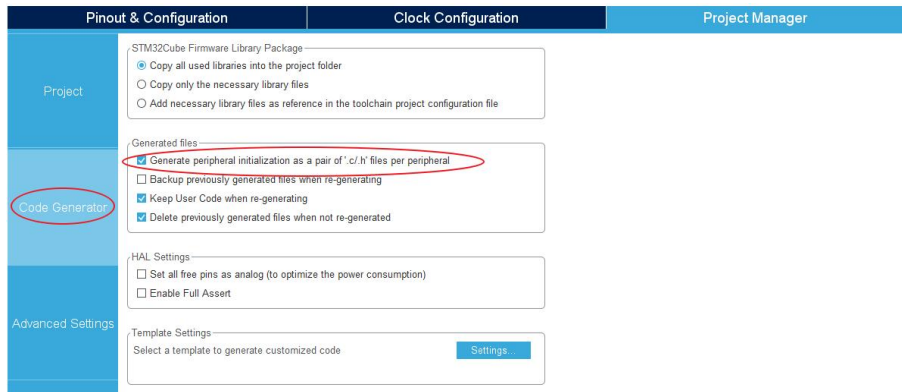 Pinout & Configuration
Clock Configuration
Project Manager
Project
Code Generator
Advanced Settings
STM32Cube Firmware Library Package
Copy all used libraries into the project folder
Copy only the necessary library files
Add necessary library files as reference in the toolchain project configuration file
Generated files
Generate peripheral initialization as a pair of '.c/.h' files per peripheral
Backup previously generated files when re-generating
Keep User Code when re-generating
Delete previously generated files when not re-generated
HAL Settings
Set all free pins as analog (to optimize the power consumption)
Enable Full Assert
Template Settings
Select a template to generate customized code
Settings...